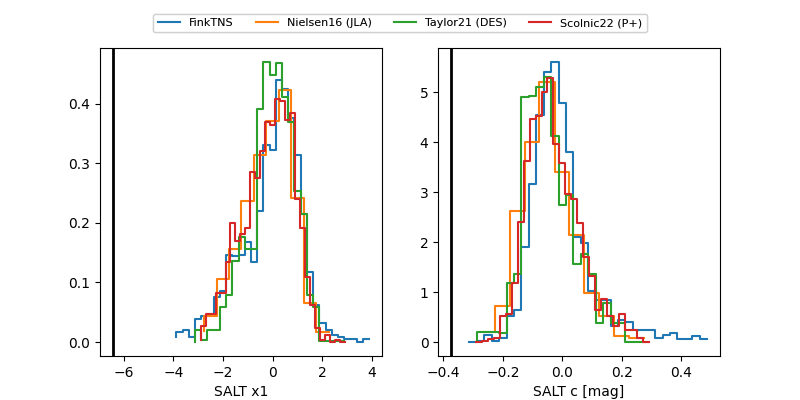 FinkTNS Nielsen16 (JLA) Taylor21 (DES) Scolnic22 (P+)
0.4
0.3
0.2
0.1
0.0
−6 −4 −2 0 2 4
SALT x1
5
4
3
2
1
0
−0.4 −0.2 0.0 0.2 0.4
SALT c [mag]